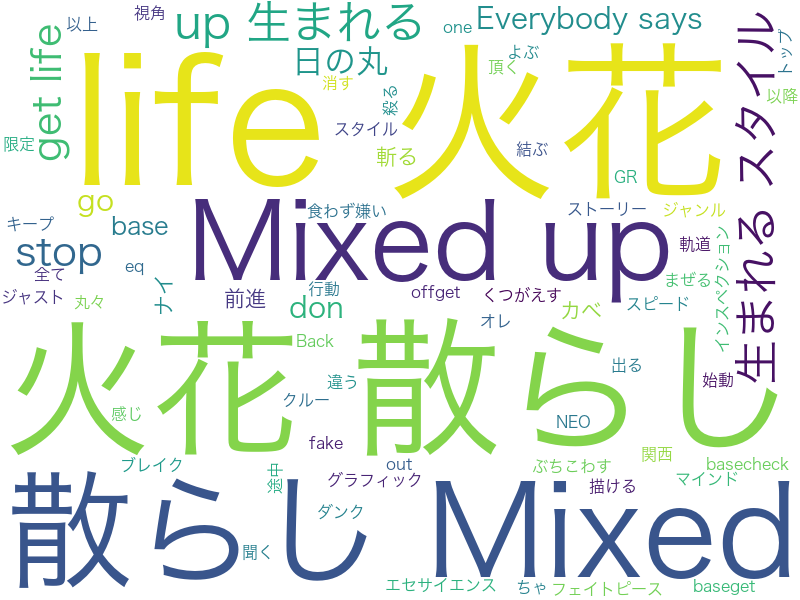 以上
視角
up 生まれる
one
Everybody says
get life
日の丸
よぶ
トップ
life 火花
消す
頂く
殺る
以降
生まれる スタイル
限定
スタイル
斬る
結ぶ
GR
go
食わず嫌い
ストーリー
ジャンル
キープ
base
Mixed up
軌道
stop
eq
全て
ナイ
行動
offget
くつがえす
まぜる
インスペクション
ジャスト
丸々
前進
don
オレ
カベ
スピード
火花 散らし
Back
違う
出る
始動
クルー
感じ
NEO
fake
ブレイク
途中
out
ぶちこわす
関西
basecheck
グラフィック
描ける
マインド
散らし Mixed
ダンク
聞く
エセサイエンス
ちゃ
フェイトピース
baseget